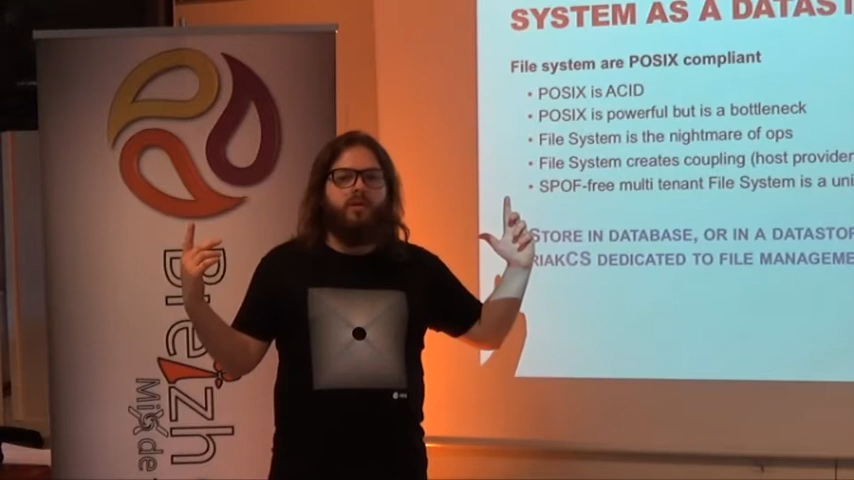 SYSTEM AS A DATAST
File system are POSIX compliant
• POSIX is ACID
• POSIX is powerful but is a bottleneck
• File System is the nightmare of ops
• File System creates coupling (host provider
• SPOF-free multi tenant File System is a uni
STORE IN DATABASE, OR IN A DATASTOR
RIAKCS DEDICATED TO FILE MANAGEME
Breizh
Mix
de